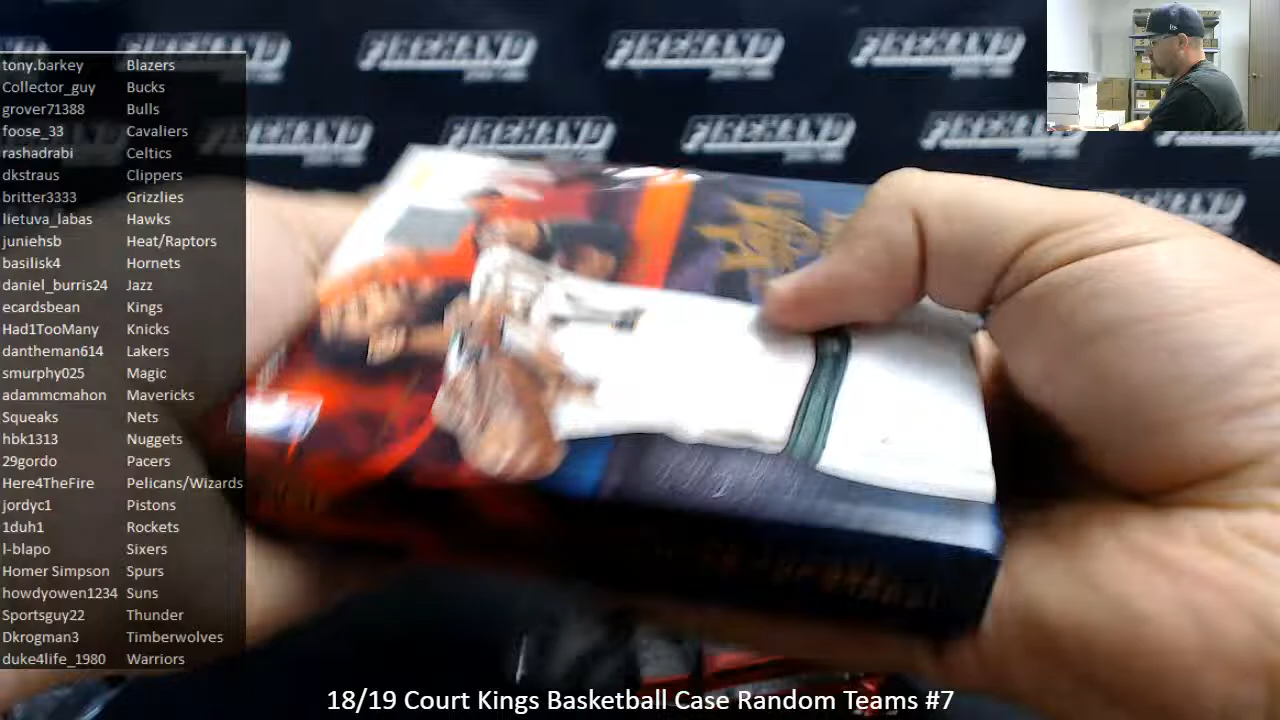 FIREHAND FIREHAND FIREHAND FIREHAND
FIREHAND FIREHAND FIREHAND
tony.barkey Blazers
Collector_guy Bucks
grover71388 Bulls
foose_33 Cavaliers
rashadrabi Celtics
dkstraus Clippers
britter3333 Grizzlies
lietuva_labas Hawks
juniehsb Heat/Raptors
basilisk4 Hornets
daniel_burris24 Jazz
ecardsbean Kings
Had1TooMany Knicks
dantheman614 Lakers
smurphy025 Magic
adammcmahon Mavericks
Squeaks Nets
hbk1313 Nuggets
29gordo Pacers
Here4TheFire Pelicans/Wizards
jordyc1 Pistons
1duh1 Rockets
l-blapo Sixers
Homer Simpson Spurs
howdyowen1234 Suns
Sportsguy22 Thunder
Dkrogman3 Timberwolves
duke4life_1980 Warriors
18/19 Court Kings Basketball Case Random Teams #7